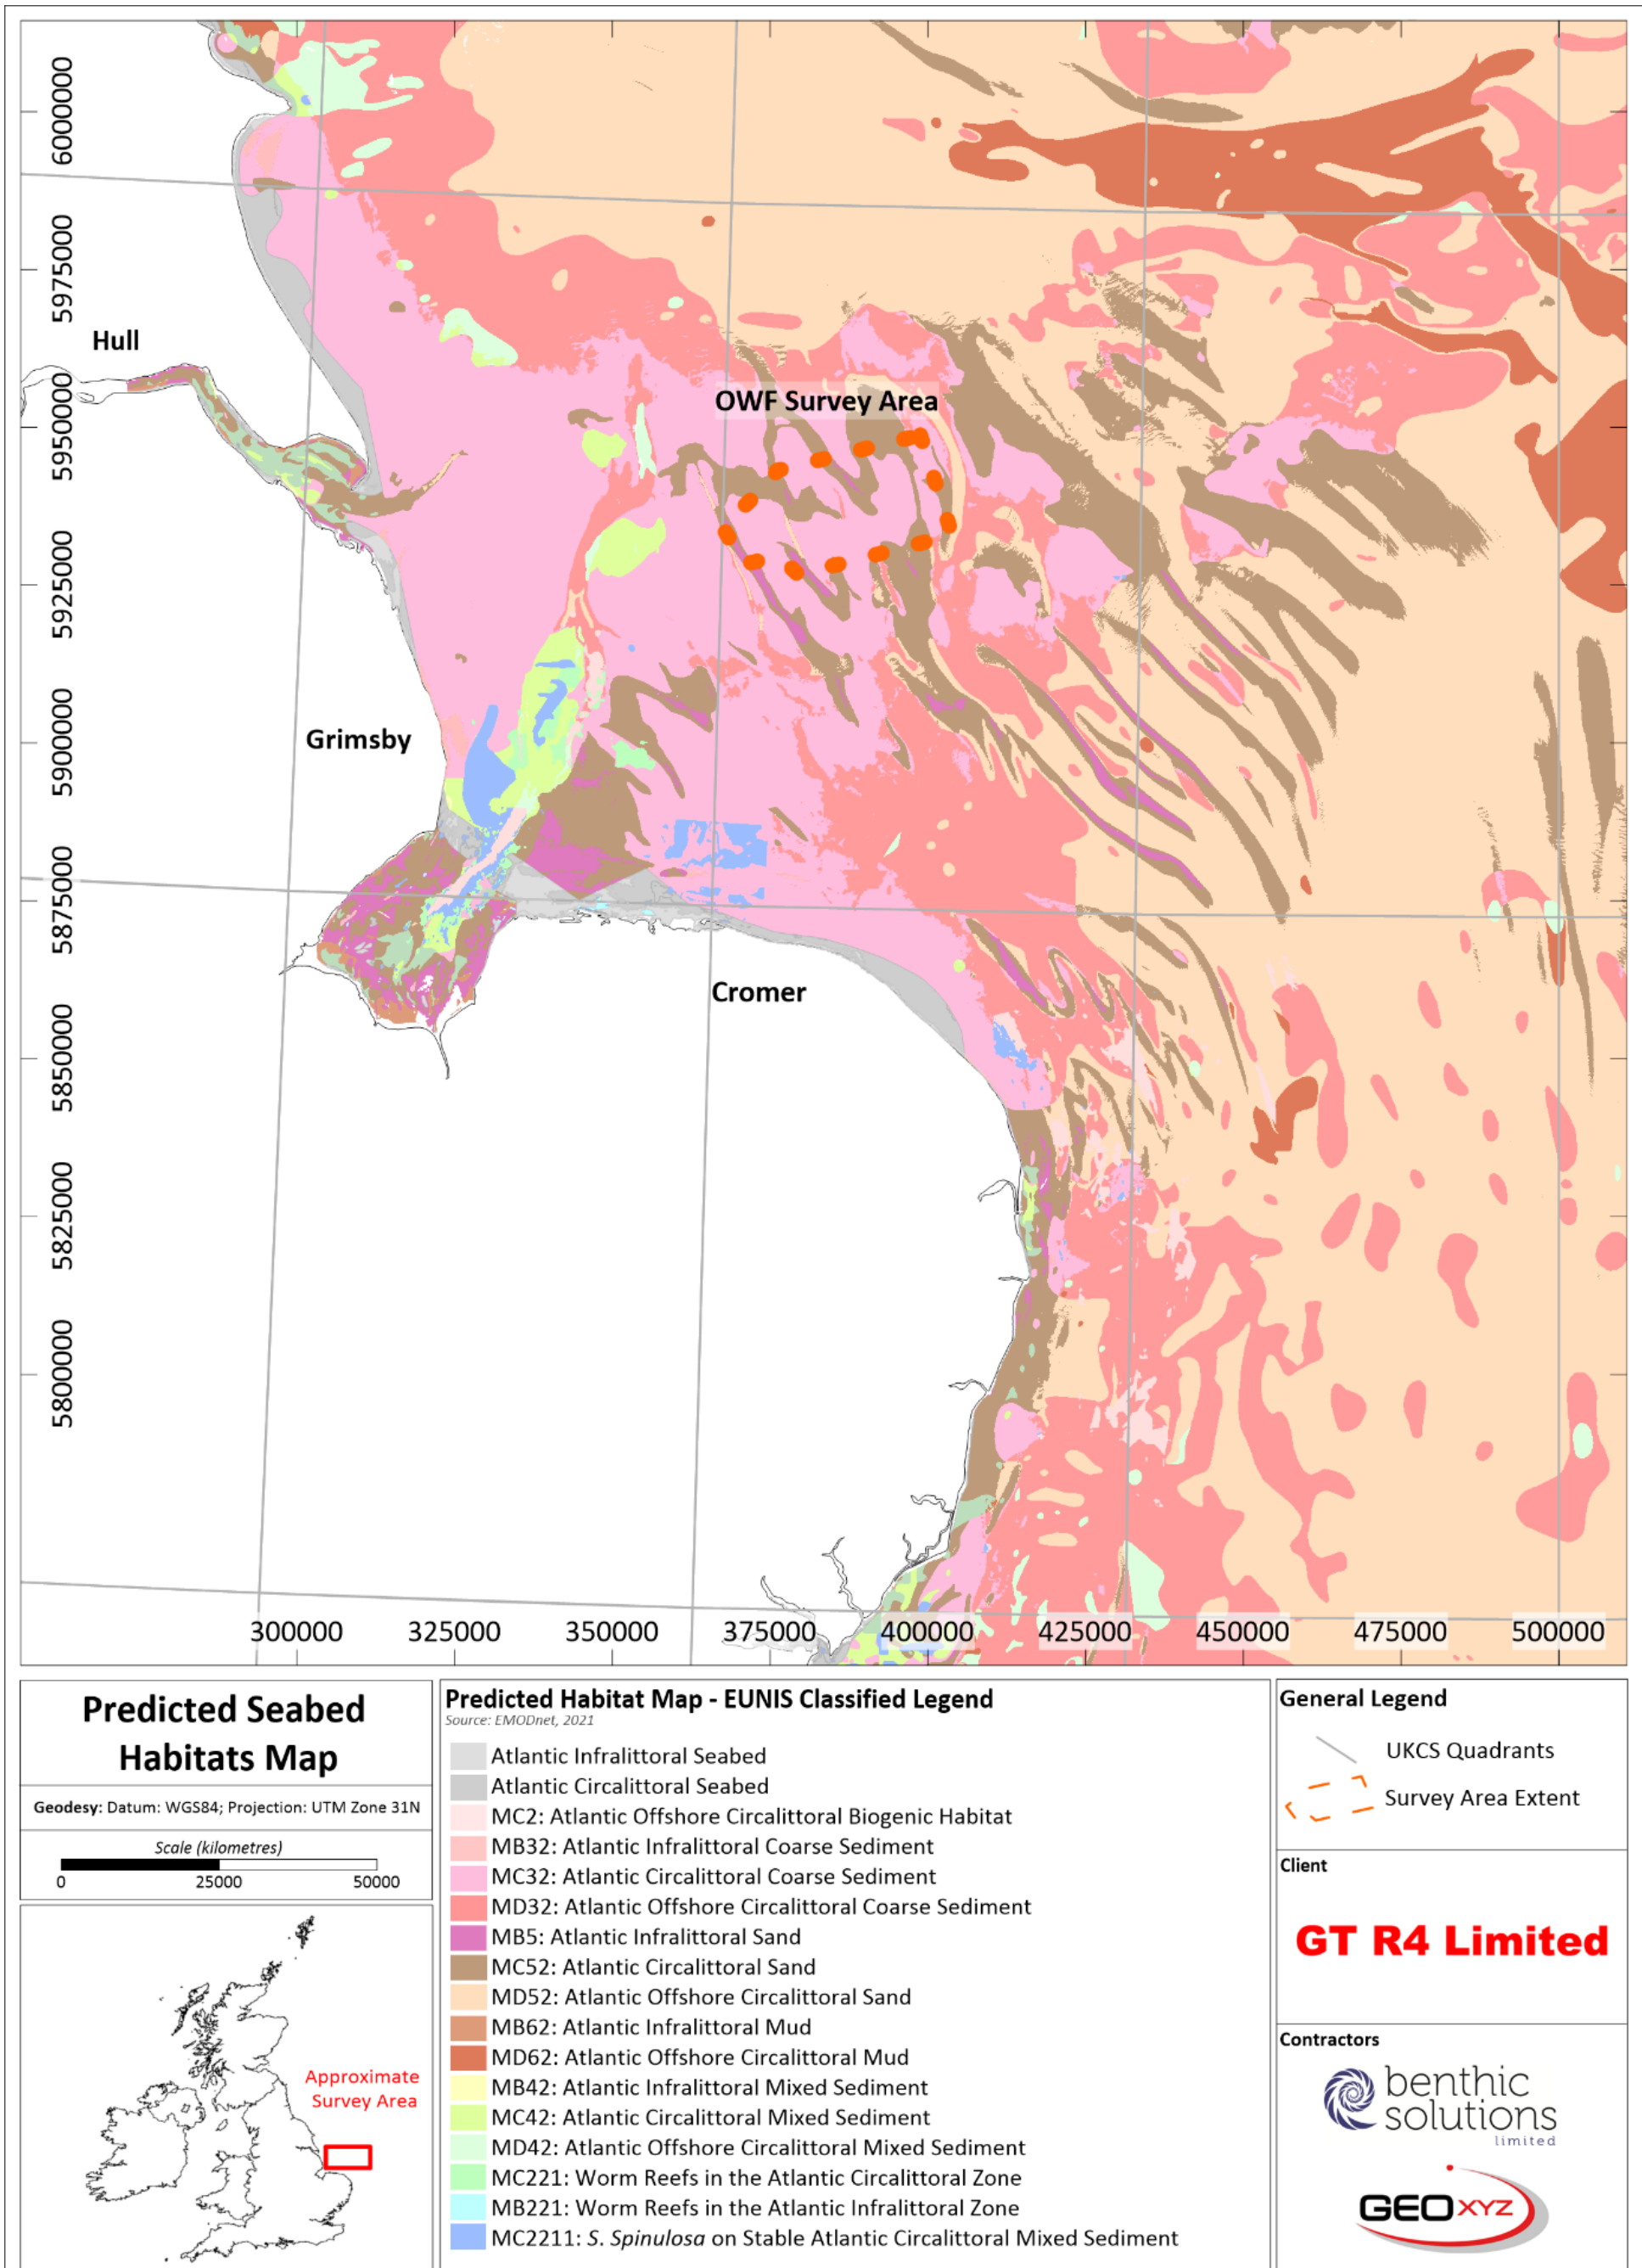 6000000
5975000
5950000
5925000
5900000
5875000
5850000
5825000
5800000
Hull
OWF Survey Area
Grimsby
Cromer
300000 325000 350000 375000 400000 425000 450000 475000 500000
Predicted Seabed
Habitats Map
Geodesy: Datum: WGS84; Projection: UTM Zone 31N
Scale (kilometres)
0 25000 50000
Approximate
Survey Area
Predicted Habitat Map - EUNIS Classified Legend
Source: EMODnet, 2021
Atlantic Infralittoral Seabed
Atlantic Circalittoral Seabed
MC2: Atlantic Offshore Circalittoral Biogenic Habitat
MB32: Atlantic Infralittoral Coarse Sediment
MC32: Atlantic Circalittoral Coarse Sediment
MD32: Atlantic Offshore Circalittoral Coarse Sediment
MB5: Atlantic Infralittoral Sand
MC52: Atlantic Circalittoral Sand
MD52: Atlantic Offshore Circalittoral Sand
MB62: Atlantic Infralittoral Mud
MD62: Atlantic Offshore Circalittoral Mud
MB42: Atlantic Infralittoral Mixed Sediment
MC42: Atlantic Circalittoral Mixed Sediment
MD42: Atlantic Offshore Circalittoral Mixed Sediment
MC221: Worm Reefs in the Atlantic Circalittoral Zone
MB221: Worm Reefs in the Atlantic Infralittoral Zone
MC2211: S. Spinulosa on Stable Atlantic Circalittoral Mixed Sediment
General Legend
UKCS Quadrants
Survey Area Extent
Client
GT R4 Limited
Contractors
benthic
solutions
limited
GEO XYZ